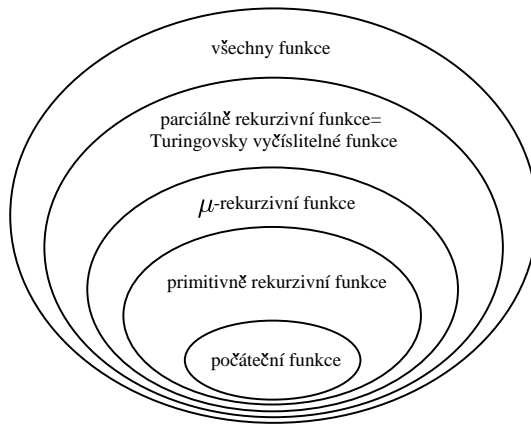 všechny funkce
parciálně rekurzivní funkce=
Turingovsky vyčíslitelné funkce
μ-rekurzivní funkce
primitivně rekurzivní funkce
počáteční funkce